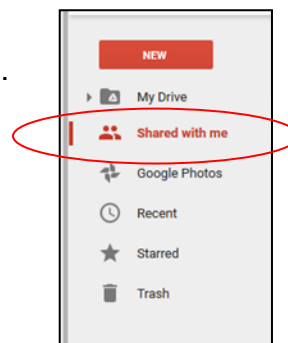 .
NEW
My Drive
Shared with me
Google Photos
Recent
Starred
Trash